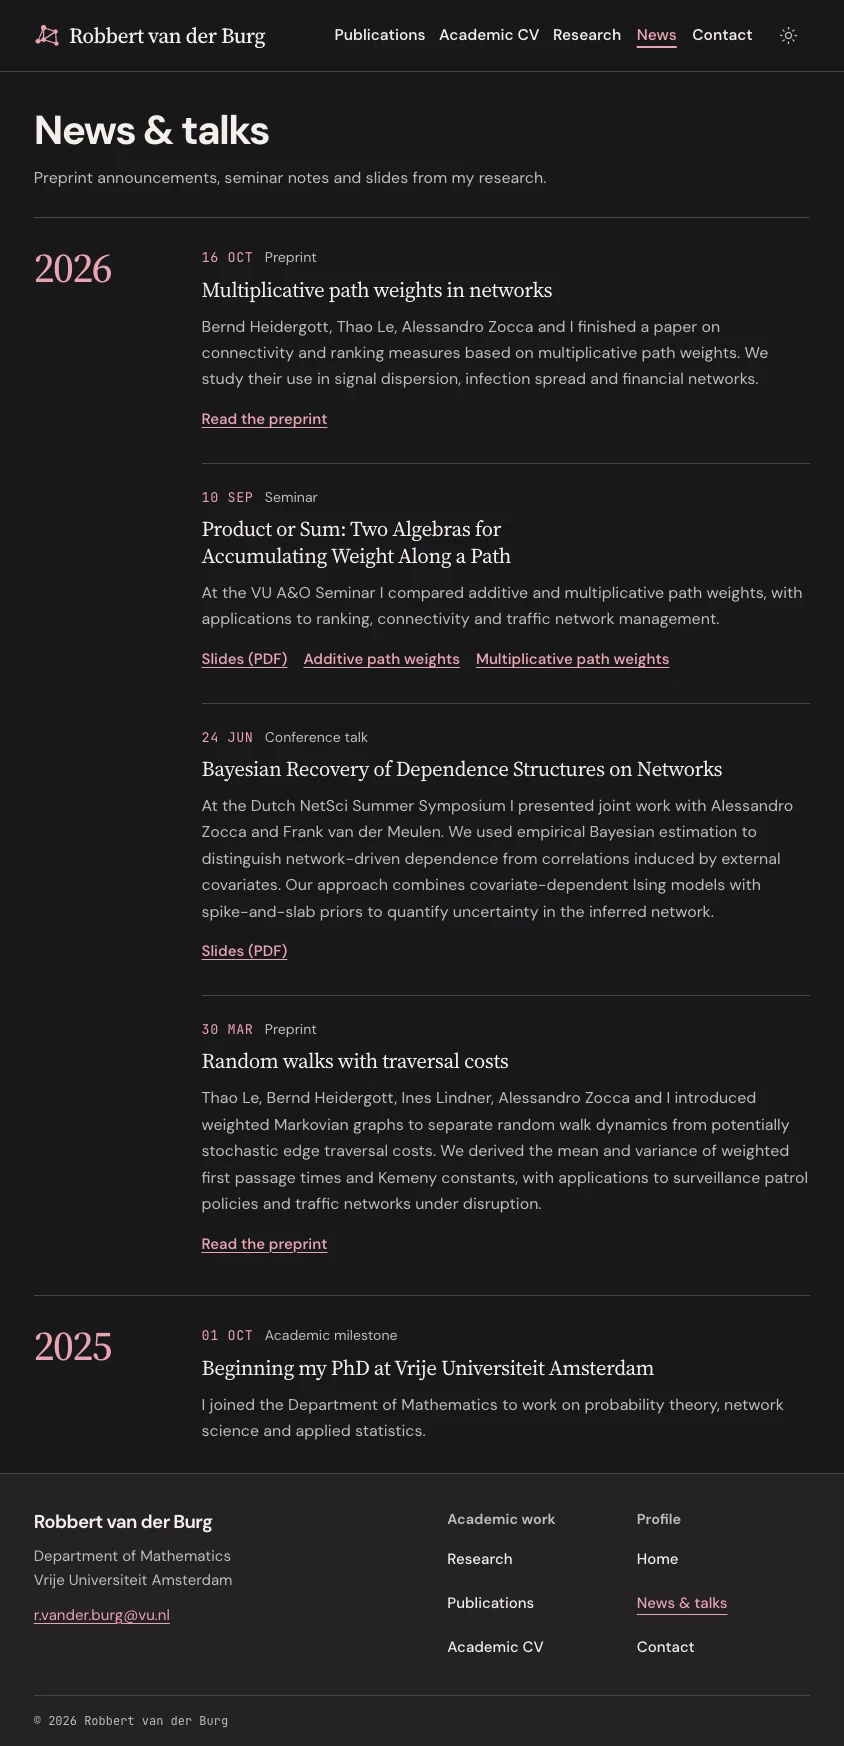 Robbert van der Burg
Publications Academic CV Research News Contact
News & talks
Preprint announcements, seminar notes and slides from my research.
2026
16 OCT Preprint
Multiplicative path weights in networks
Bernd Heidergott, Thao Le, Alessandro Zocca and I finished a paper on
connectivity and ranking measures based on multiplicative path weights. We
study their use in signal dispersion, infection spread and financial networks.
Read the preprint
10 SEP Seminar
Product or Sum: Two Algebras for
Accumulating Weight Along a Path
At the VU A&O Seminar I compared additive and multiplicative path weights, with
applications to ranking, connectivity and traffic network management.
Slides (PDF) Additive path weights Multiplicative path weights
24 JUN Conference talk
Bayesian Recovery of Dependence Structures on Networks
At the Dutch NetSci Summer Symposium I presented joint work with Alessandro
Zocca and Frank van der Meulen. We used empirical Bayesian estimation to
distinguish network-driven dependence from correlations induced by external
covariates. Our approach combines covariate-dependent Ising models with
spike-and-slab priors to quantify uncertainty in the inferred network.
Slides (PDF)
30 MAR Preprint
Random walks with traversal costs
Thao Le, Bernd Heidergott, Ines Lindner, Alessandro Zocca and I introduced
weighted Markovian graphs to separate random walk dynamics from potentially
stochastic edge traversal costs. We derived the mean and variance of weighted
first passage times and Kemeny constants, with applications to surveillance patrol
policies and traffic networks under disruption.
Read the preprint
2025
01 OCT Academic milestone
Beginning my PhD at Vrije Universiteit Amsterdam
I joined the Department of Mathematics to work on probability theory, network
science and applied statistics.
Robbert van der Burg
Department of Mathematics
Vrije Universiteit Amsterdam
r.vander.burg@vu.nl
Academic work
Research
Publications
Academic CV
Profile
Home
News & talks
Contact
© 2026 Robbert van der Burg